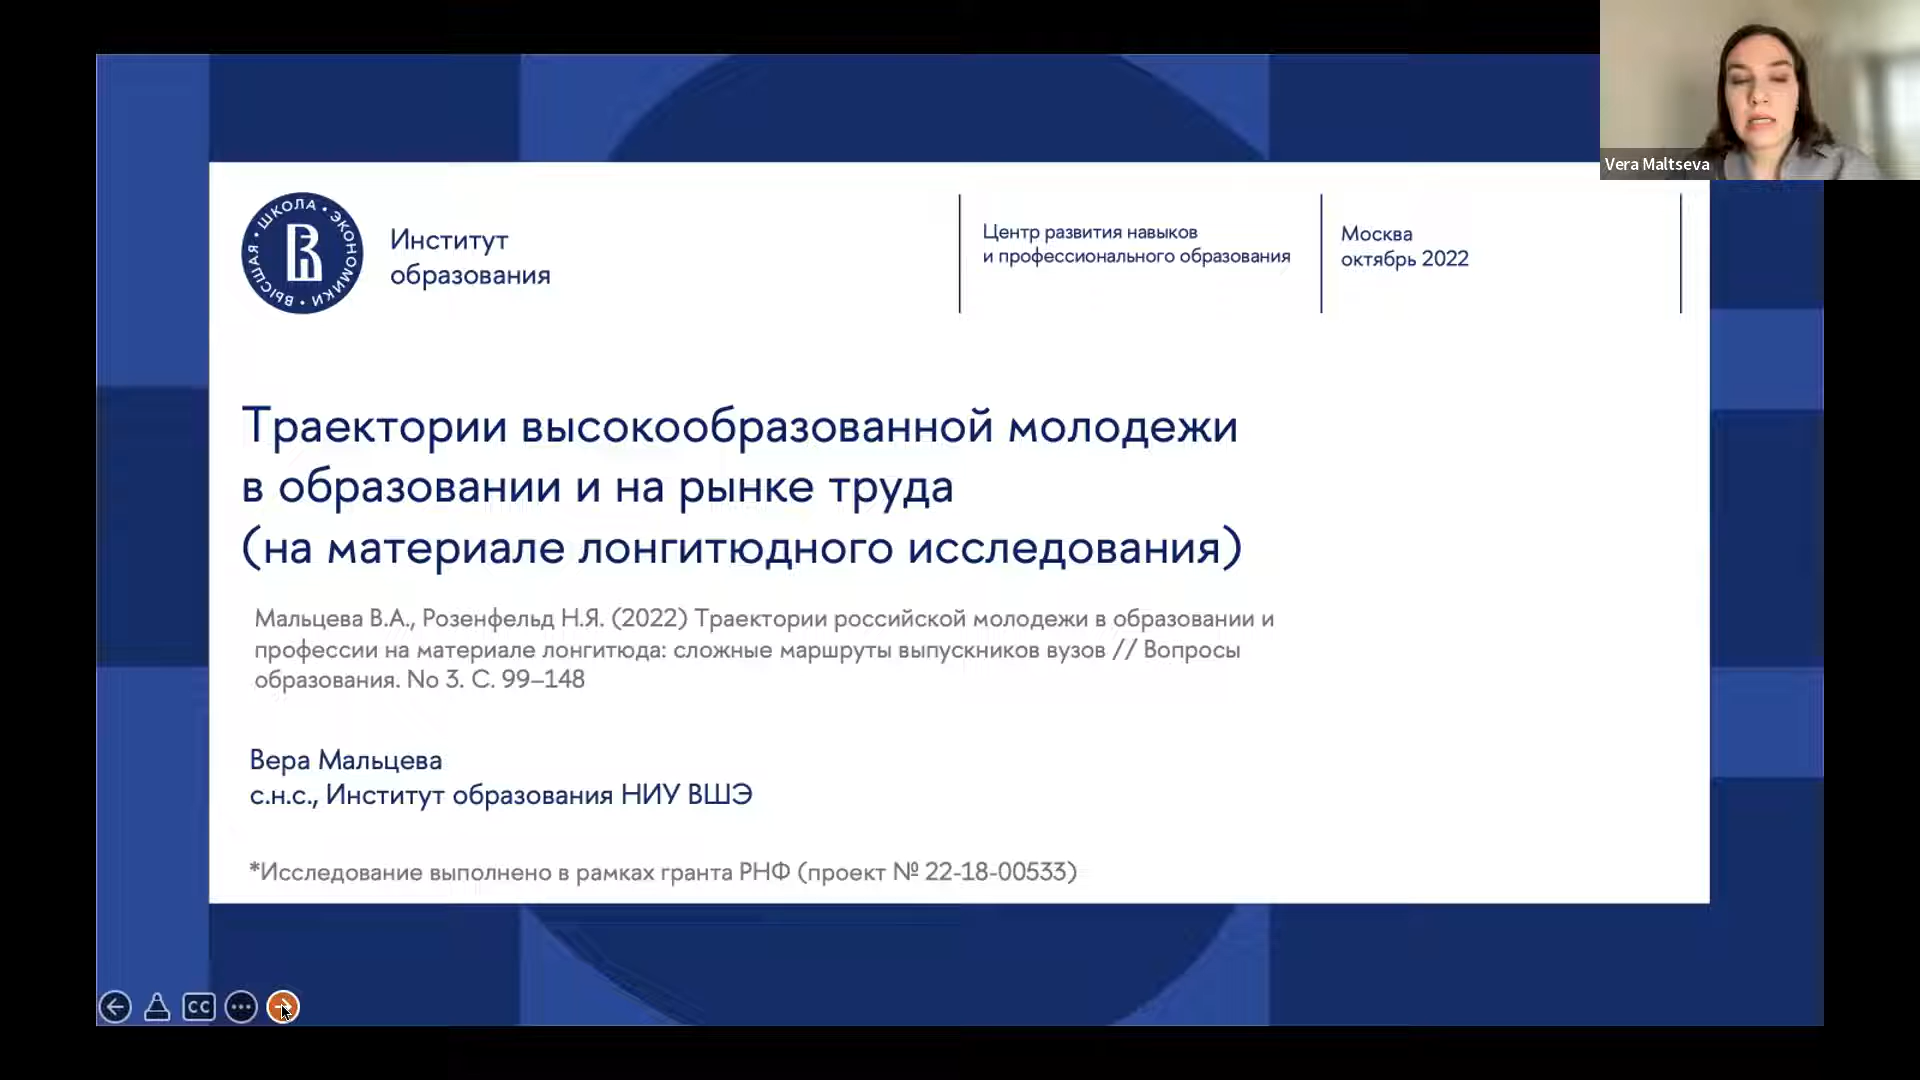 Vera Maltseva
ВЫСШАЯ • ШКОЛА • ЭКОНОМИКИ •
Институт
образования
Центр развития навыков
и профессионального образования
Москва
октябрь 2022
Траектории высокообразованной молодежи
в образовании и на рынке труда
(на материале лонгитюдного исследования)
Мальцева В.А., Розенфельд Н.Я. (2022) Траектории российской молодежи в образовании и
профессии на материале лонгитюда: сложные маршруты выпускников вузов // Вопросы
образования. No 3. С. 99–148
Вера Мальцева
с.н.с., Институт образования НИУ ВШЭ
*Исследование выполнено в рамках гранта РНФ (проект № 22-18-00533)
CC